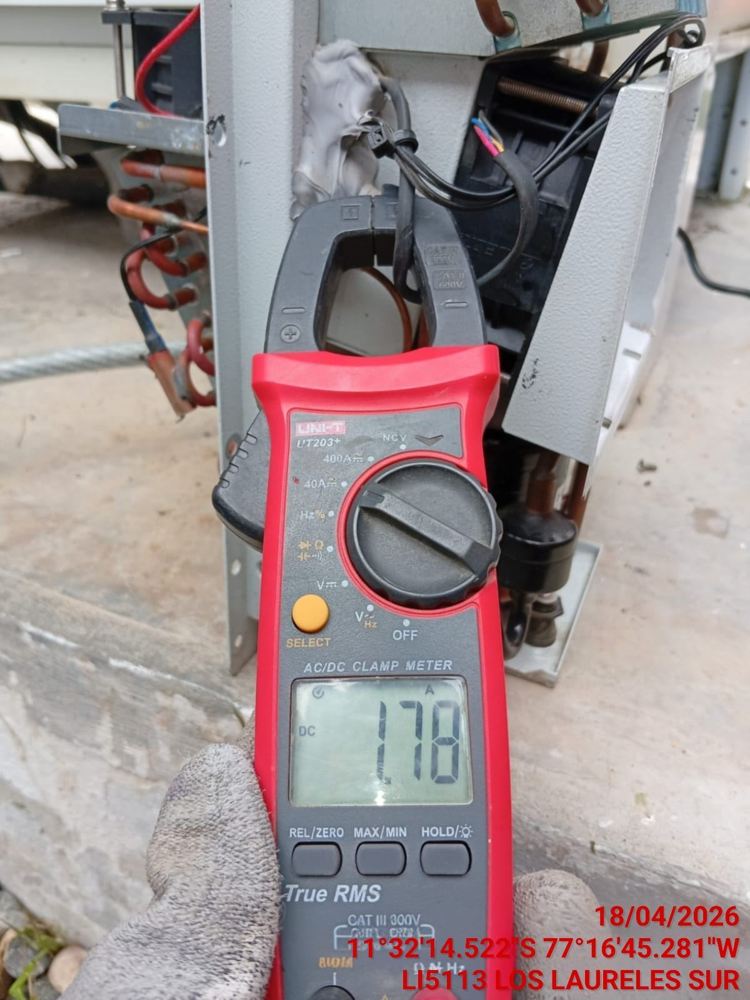 CAT III
300V
CAT II
600V
UNI-T
UT203+
NCV
400A
40A
Hz%
Ω
V
V~
Hz
OFF
SELECT
AC/DC CLAMP METER
A
DC
1.78
REL/ZERO MAX/MIN HOLD/
True RMS
CAT III 300V
18/04/2026
11°32'14.522"S 77°16'45.281"W
LI5113 LOS LAURELES SUR